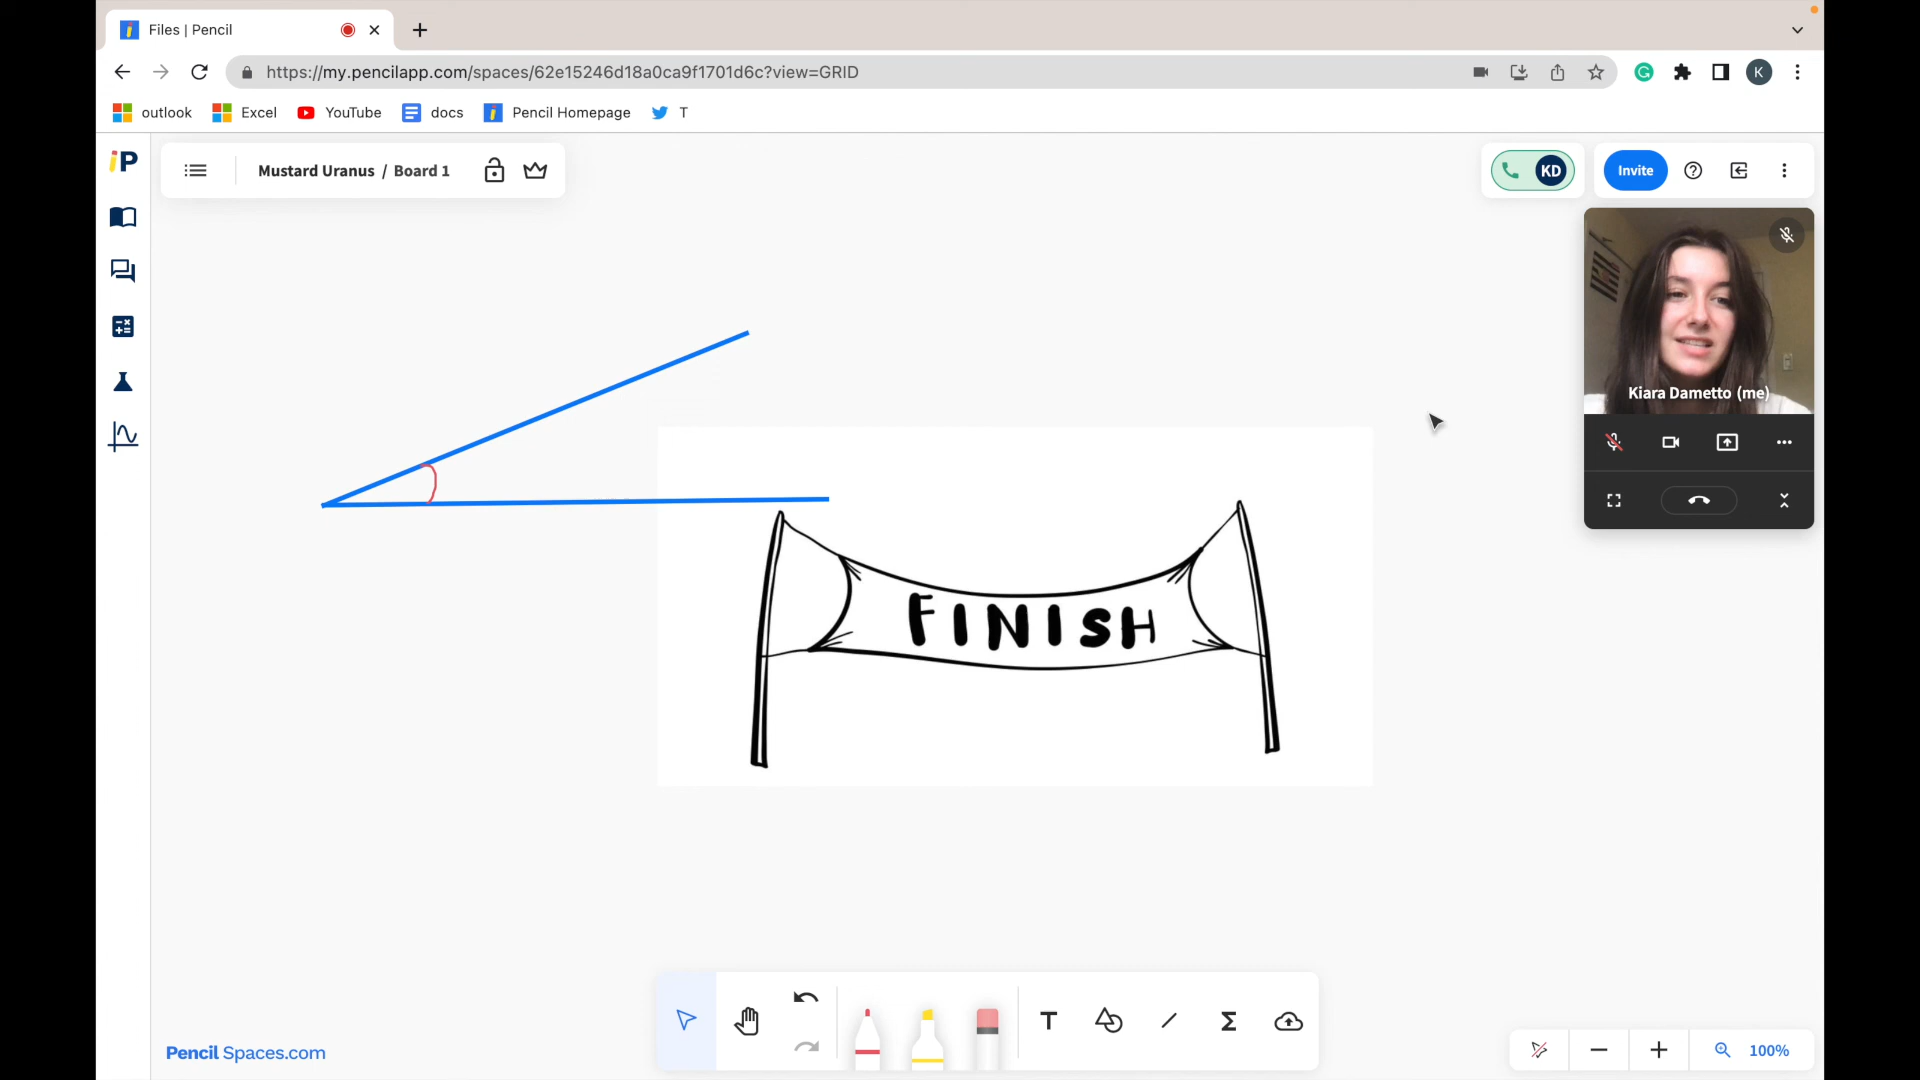 Files | Pencil
https://my.pencilapp.com/spaces/62e15246d18a0ca9f1701d6c?view=GRID
K
outlook Excel YouTube docs Pencil Homepage T
iP
Mustard Uranus / Board 1
KD
Invite
Kiara Dametto (me)
FINISH
T
Σ
Pencil Spaces.com
100%